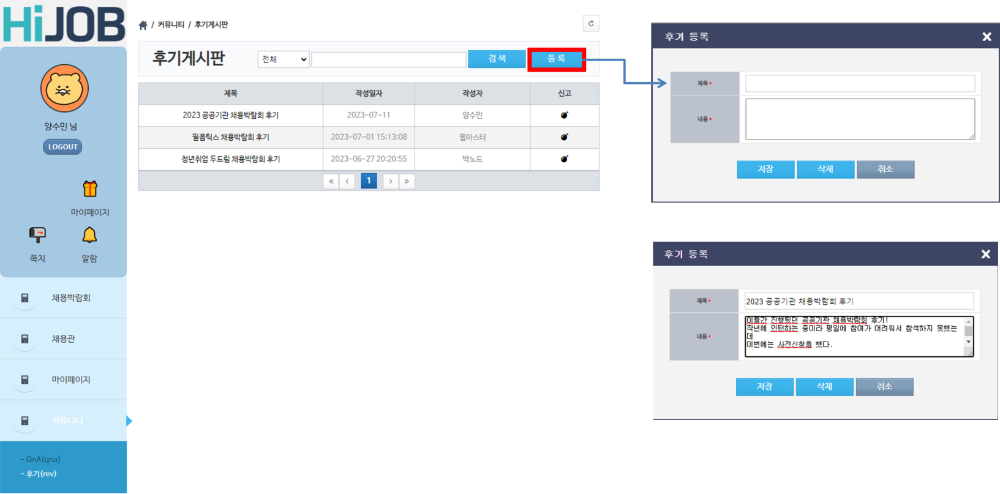 HiJOB
양수민 님
LOGOUT
마이페이지
쪽지
알람
채용박람회
채용관
마이페이지
커뮤니티
- QnA(qna)
- 후기(rev)
/ 커뮤니티 / 후기게시판
후기게시판
전체
검색
등록
제목 작성일자 작성자 신고
2023 공공기관 채용박람회 후기 2023-07-11 양수민
필옵틱스 채용박람회 후기 2023-07-01 15:13:08 웹마스터
청년취업 두드림 채용박람회 후기 2023-06-27 20:20:55 박노드
« ‹ 1 › »
후기 등록
제목*
내용*
저장 삭제 취소
후기 등록
제목* 2023 공공기관 채용박람회 후기
내용*
이틀간 진행됬던 공공기관 채용박람회 후기!
작년에 인턴하는 중이라 평일에 참여가 어려워서 참석하지 못했는
데
이번에는 사전신청을 했다.
저장 삭제 취소